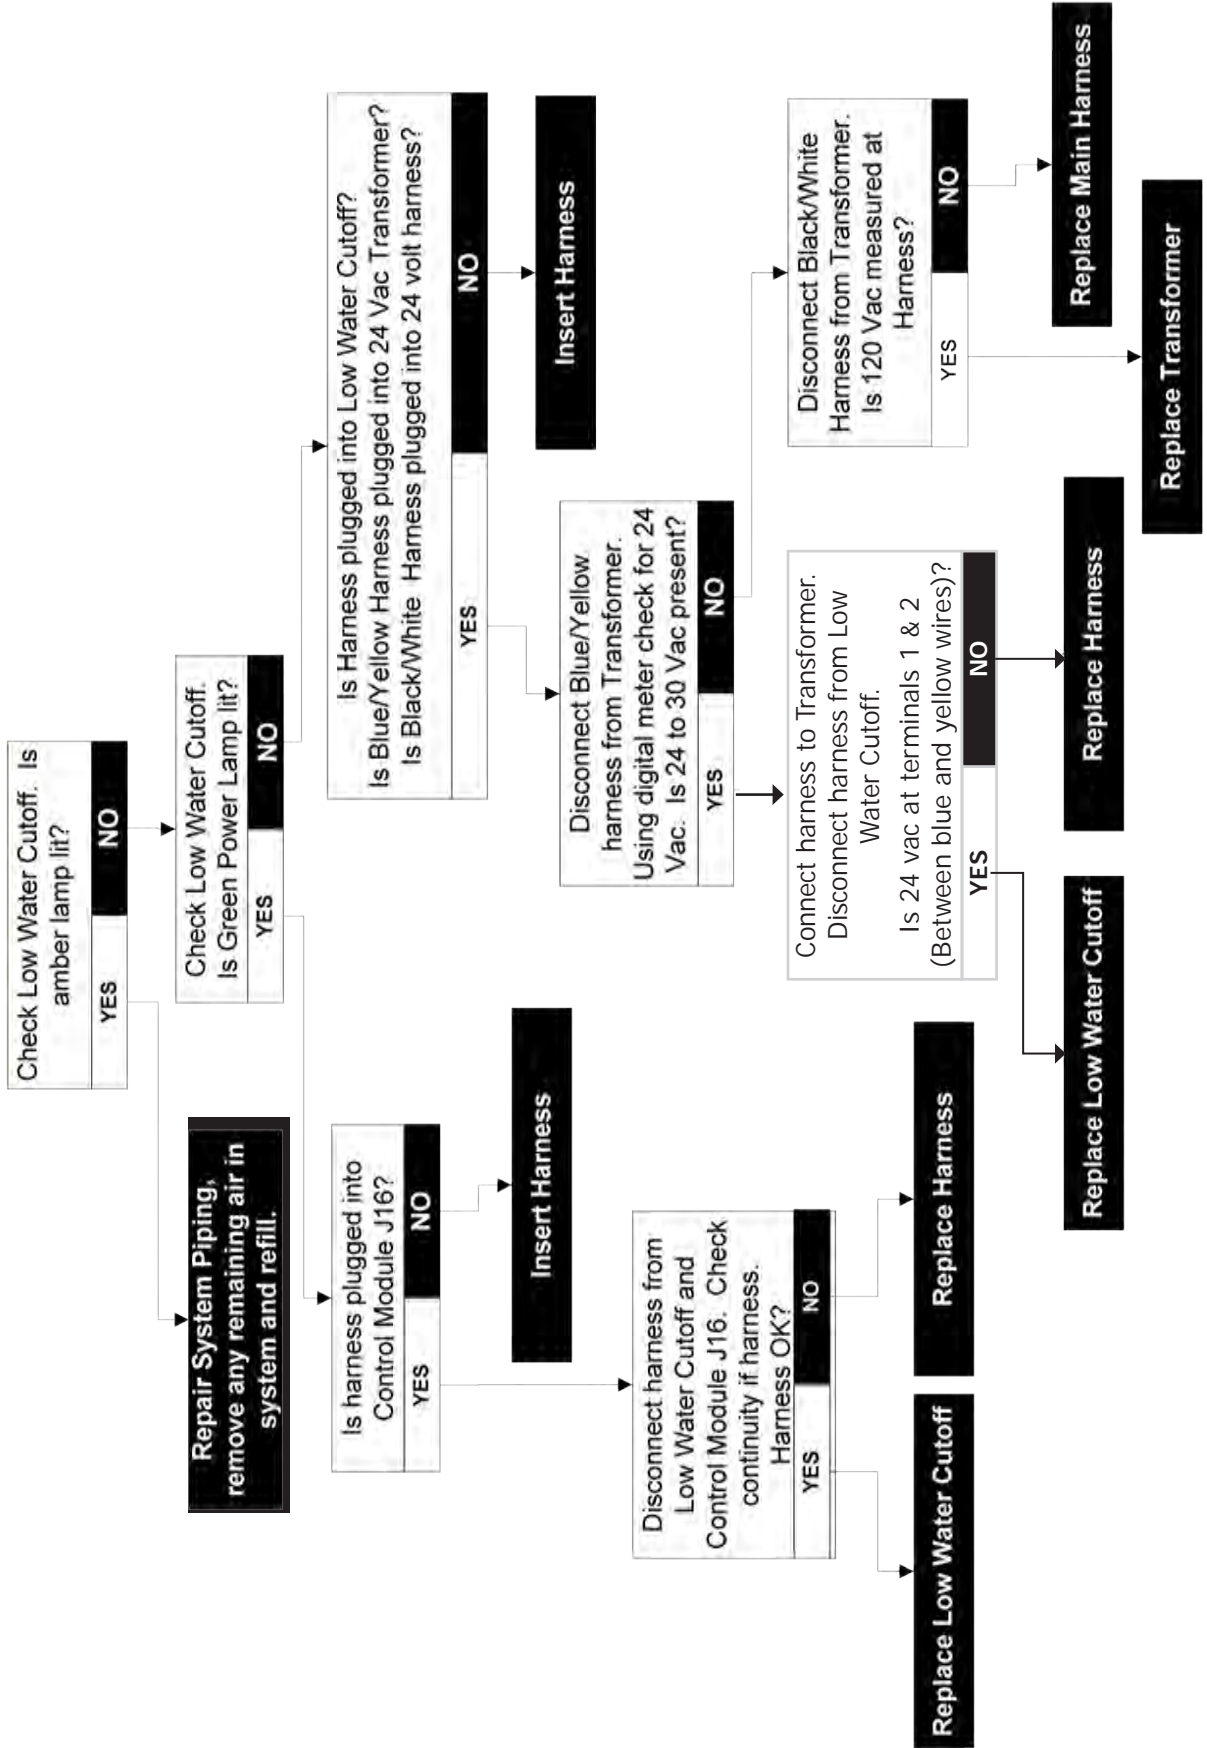 Check Low Water Cutoff. Is
amber lamp lit?
YES
NO
Repair System Piping,
remove any remaining air in
system and refill.
Check Low Water Cutoff.
Is Green Power Lamp lit?
YES
NO
Is harness plugged into
Control Module J16?
YES
NO
Insert Harness
Disconnect harness from
Low Water Cutoff and
Control Module J16. Check
continuity if harness.
Harness OK?
YES
NO
Replace Low Water Cutoff
Replace Harness
Is Harness plugged into Low Water Cutoff?
Is Blue/Yellow Harness plugged into 24 Vac Transformer?
Is Black/White Harness plugged into 24 volt harness?
YES
NO
Insert Harness
Disconnect Blue/Yellow
harness from Transformer.
Using digital meter check for 24
Vac. Is 24 to 30 Vac present?
YES
NO
Connect harness to Transformer.
Disconnect harness from Low
Water Cutoff.
Is 24 vac at terminals 1 & 2
(Between blue and yellow wires)?
YES
NO
Replace Low Water Cutoff
Replace Harness
Disconnect Black/White
Harness from Transformer.
Is 120 Vac measured at
Harness?
YES
NO
Replace Transformer
Replace Main Harness